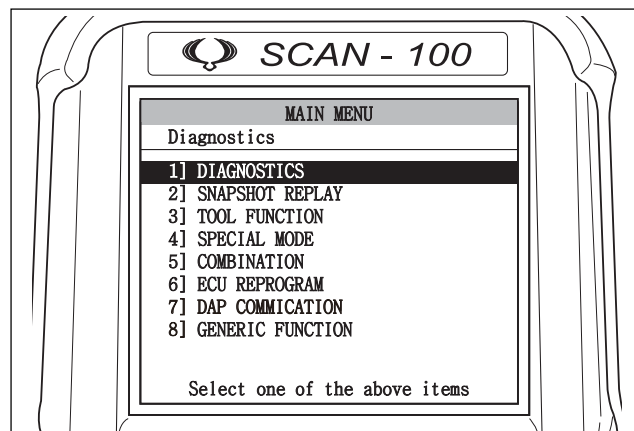 SCAN - 100
MAIN MENU
Diagnostics
1] DIAGNOSTICS
2] SNAPSHOT REPLAY
3] TOOL FUNCTION
4] SPECIAL MODE
5] COMBINATION
6] ECU REPROGRAM
7] DAP COMMICATION
8] GENERIC FUNCTION
Select one of the above items